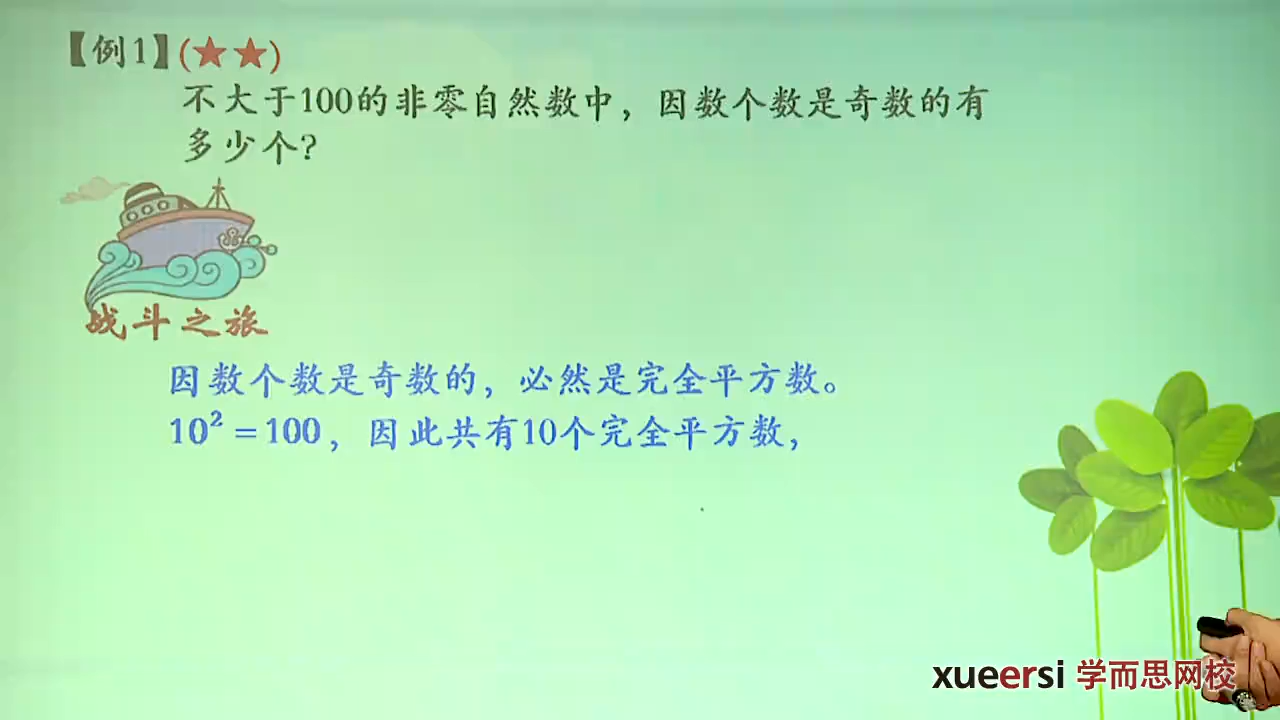 【例1】(★★)
不大于100的非零自然数中，因数个数是奇数的有
多少个?
战斗之旅
因数个数是奇数的，必然是完全平方数。
10² = 100，因此共有10个完全平方数，
xueersi 学而思网校